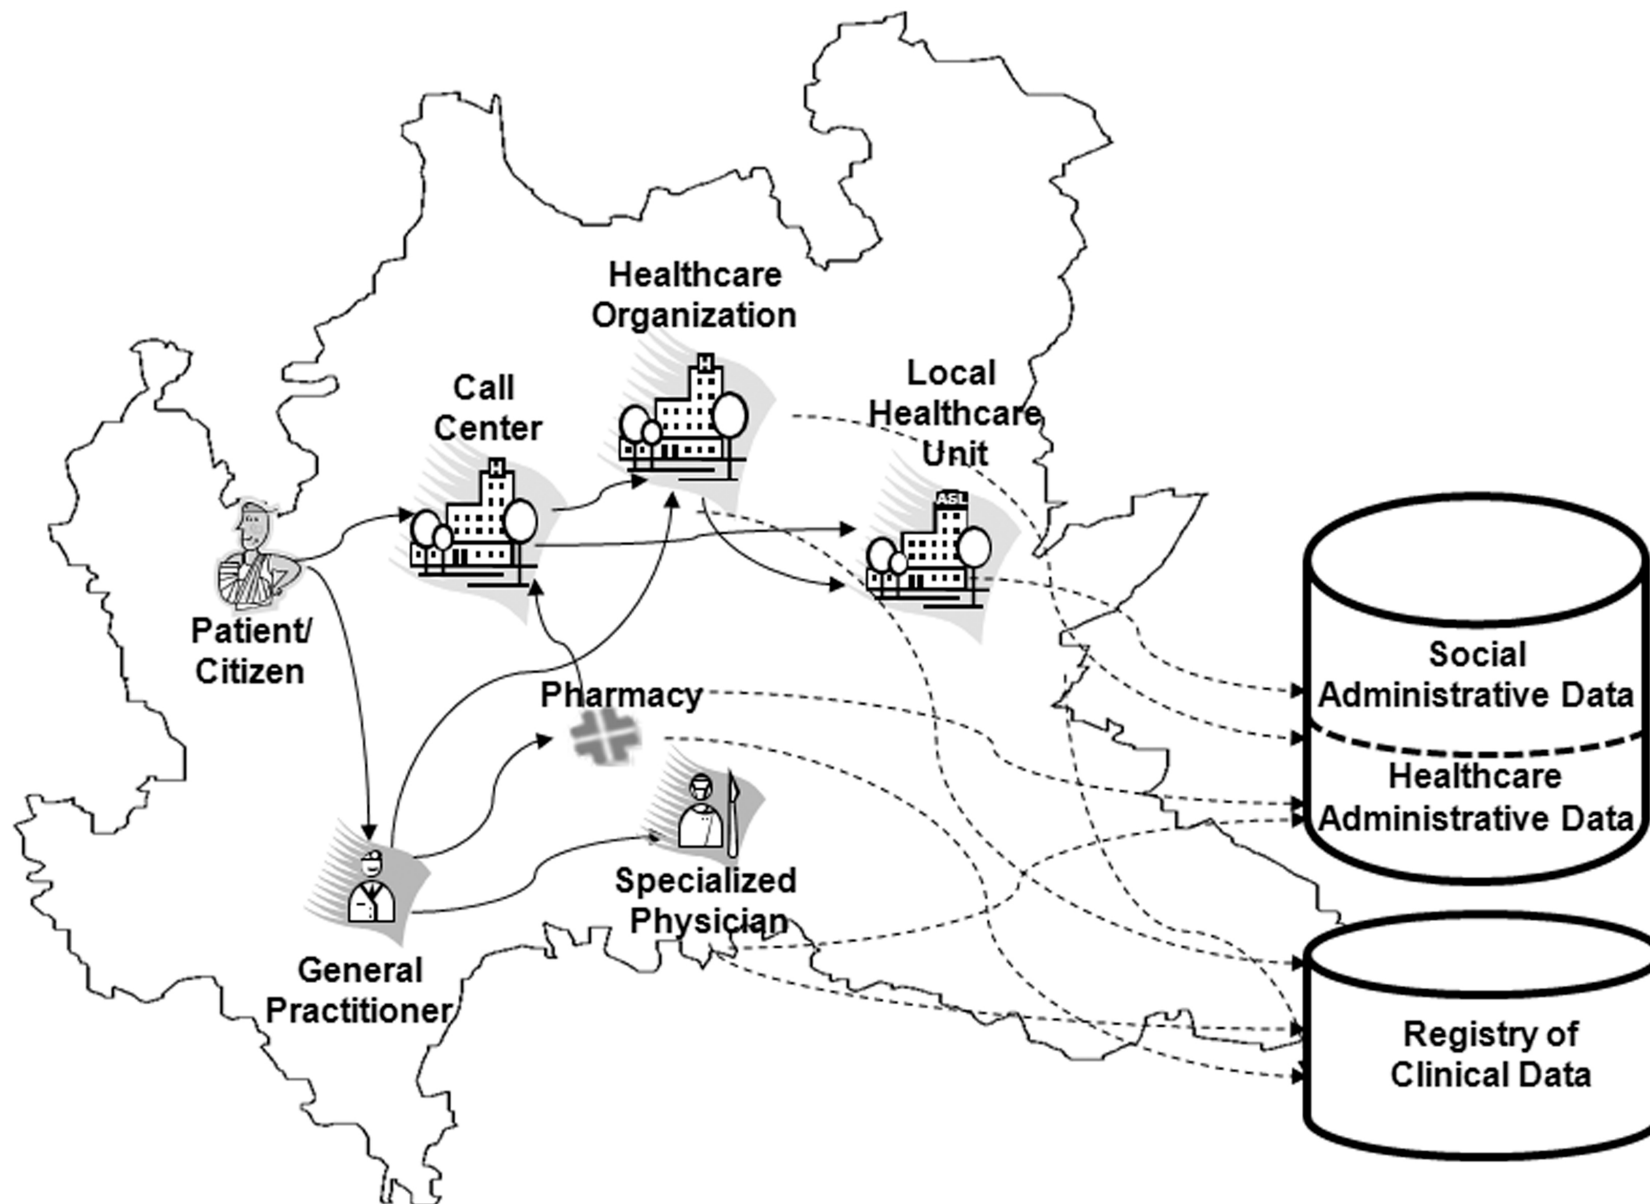 Healthcare
Organization
Call
Center
Local
Healthcare
Unit
H
H
ASL
Patient/
Citizen
Pharmacy
Specialized
Physician
General
Practitioner
Social
Administrative Data
Healthcare
Administrative Data
Registry of
Clinical Data